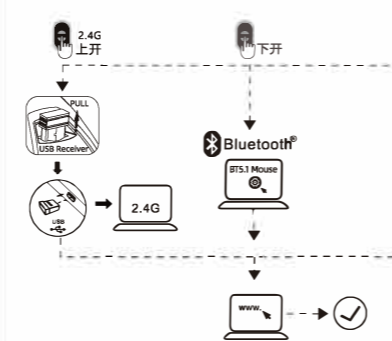 2.4G
上开
下开
PULL
USB Receiver
Bluetooth®
BT5.1 Mouse
USB
2.4G
www.